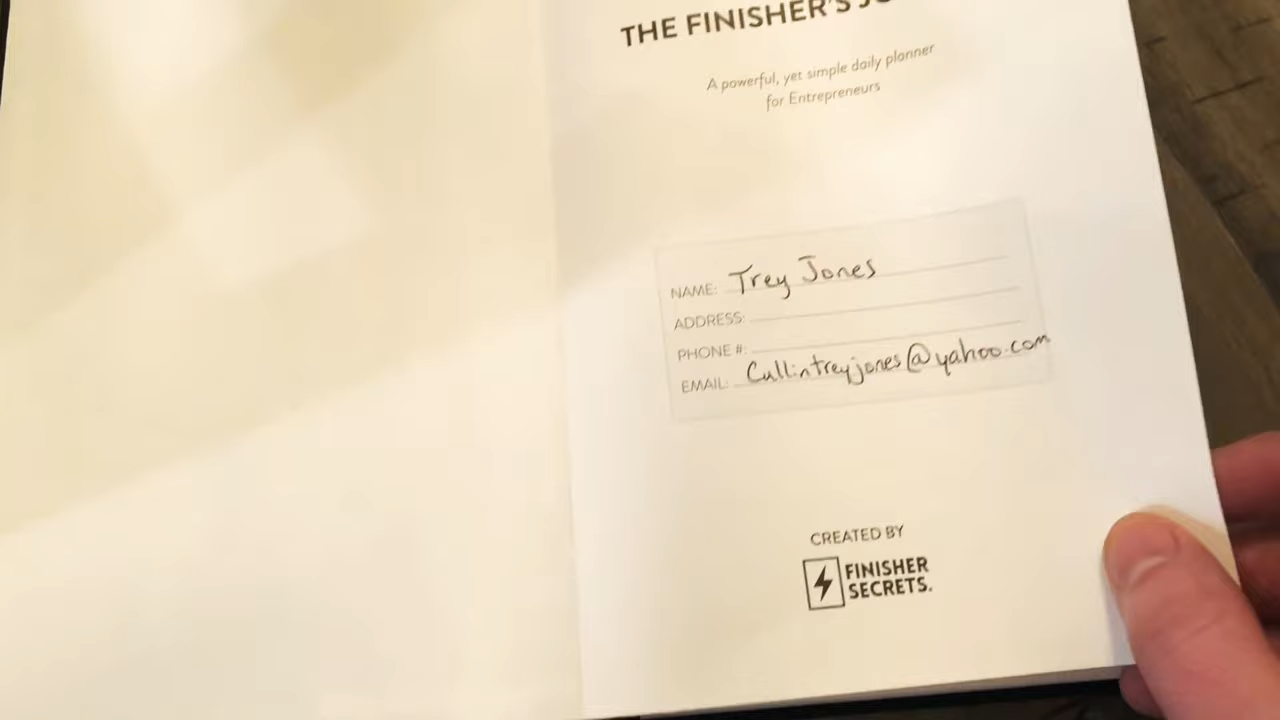 THE FINISHER'S
A powerful, yet simple daily planner
for Entrepreneurs
NAME: Trey Jones
ADDRESS:
PHONE #:
EMAIL: Cullintreyjones@yahoo.com
CREATED BY
FINISHER
SECRETS.